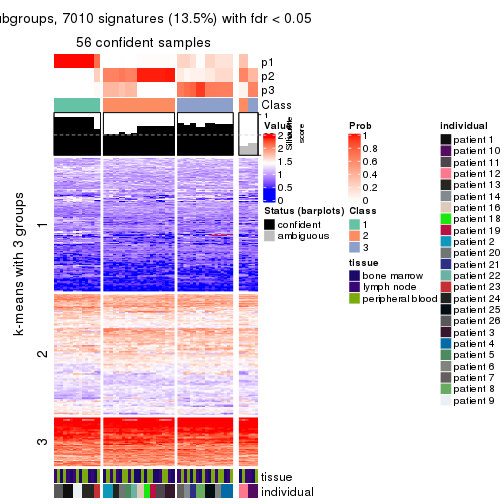 ubgroups, 7010 signatures (13.5%) with fdr < 0.05
56 confident samples
p1
p2
p3
Class
1
Silhouette
score
k-means with 3 groups
1
2
3
tissue
individual
Value
2.5
2
1.5
1
0.5
0
Status (barplots)
confident
ambiguous
Prob
1
0.8
0.6
0.4
0.2
0
Class
1
2
3
tissue
bone marrow
lymph node
peripheral blood
individual
patient 1
patient 10
patient 11
patient 12
patient 13
patient 14
patient 16
patient 18
patient 19
patient 2
patient 20
patient 21
patient 22
patient 23
patient 24
patient 25
patient 26
patient 3
patient 4
patient 5
patient 6
patient 7
patient 8
patient 9